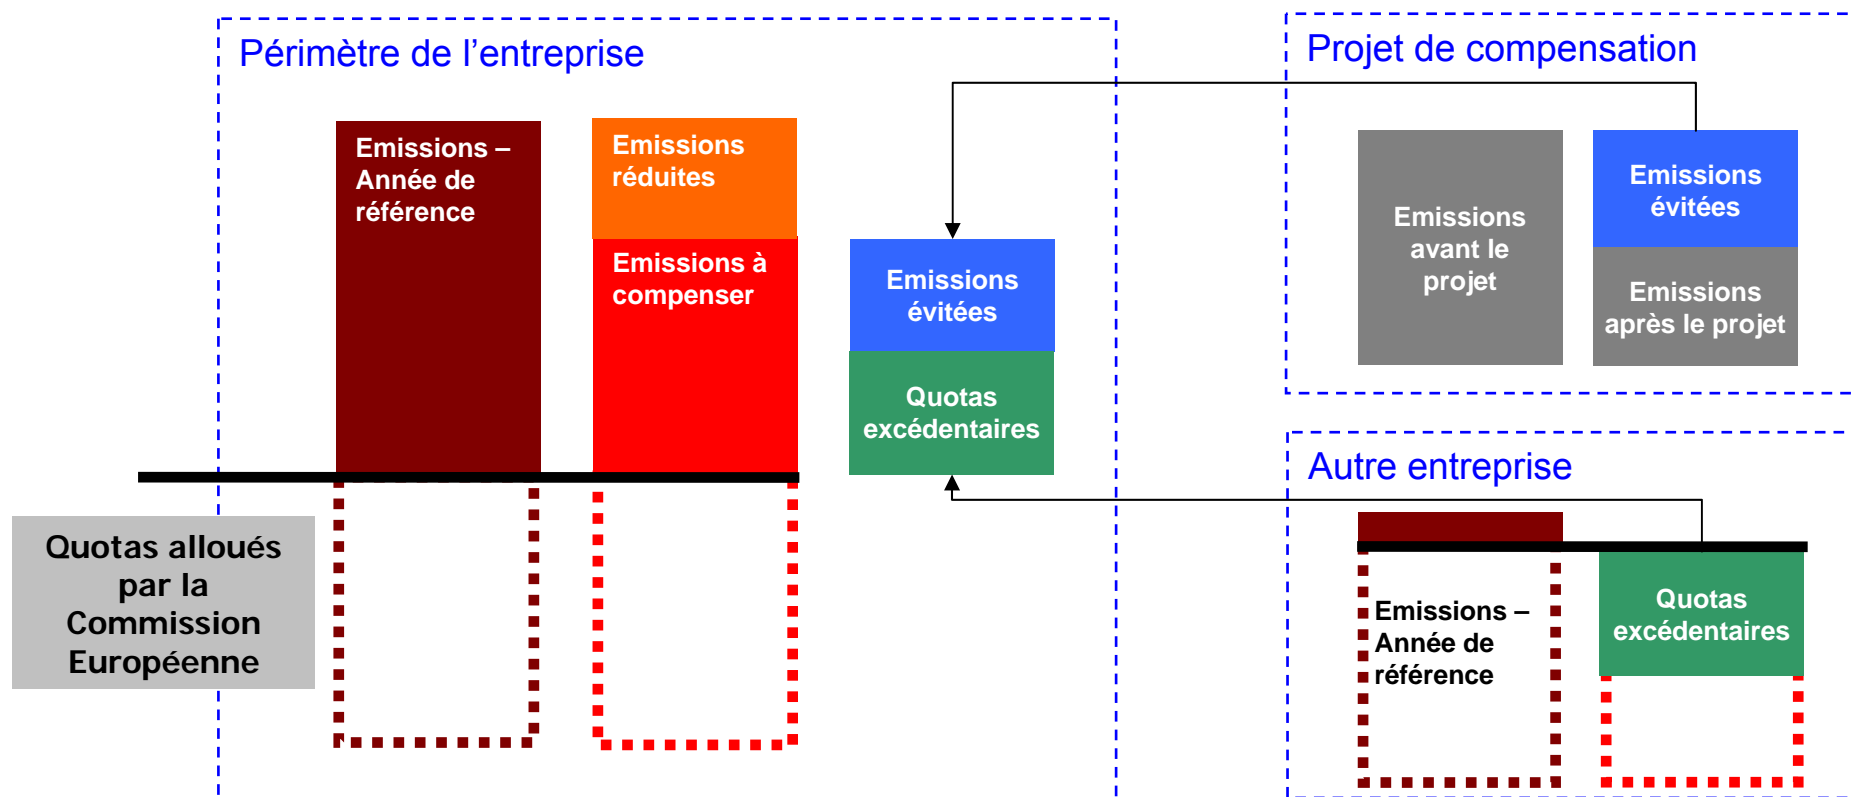 Périmètre de l’entreprise
Emissions –
Année de
référence
Emissions
réduites
Emissions à
compenser
Emissions
évitées
Quotas
excédentaires
Quotas alloués
par la
Commission
Européenne
Projet de compensation
Emissions
avant le
projet
Emissions
évitées
Emissions
après le projet
Autre entreprise
Emissions –
Année de
référence
Quotas
excédentaires